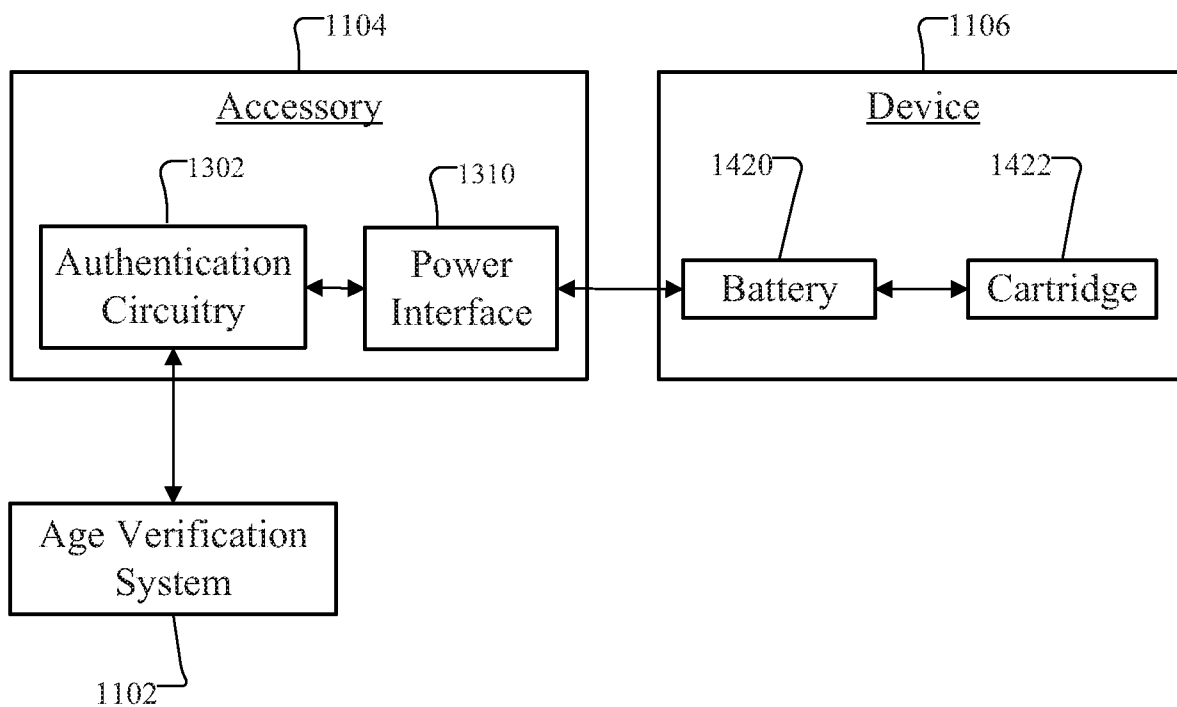 1104
1106
Accessory
Device
1302
1310
1420
1422
Authentication
Circuitry
Power
Interface
Battery
Cartridge
Age Verification
System
1102